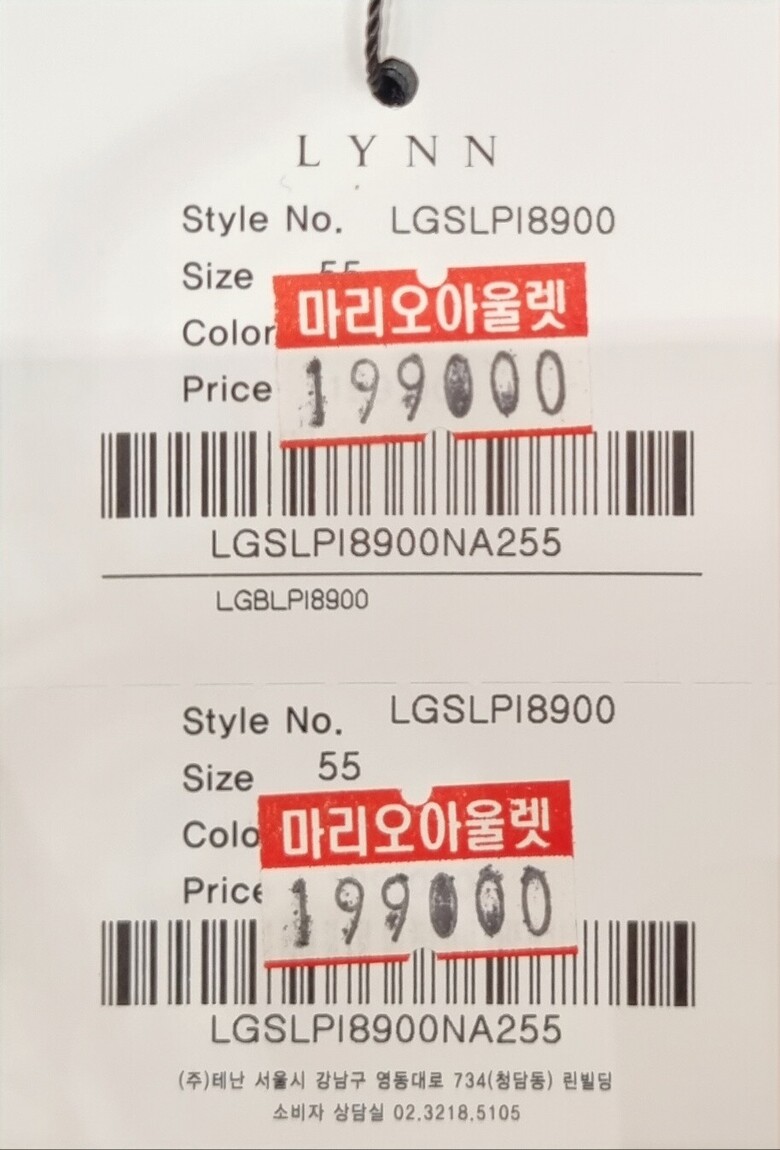 LYNN
Style No. LGSLPI8900
Size 55
마리오아울렛
Color
Price 199000
LGSLPI8900NA255
LGBLPI8900
Style No. LGSLPI8900
Size 55
마리오아울렛
Colo
Price 199000
LGSLPI8900NA255
(주)테난 서울시 강남구 영동대로 734(청담동) 린빌딩
소비자 상담실 02.3218.5105